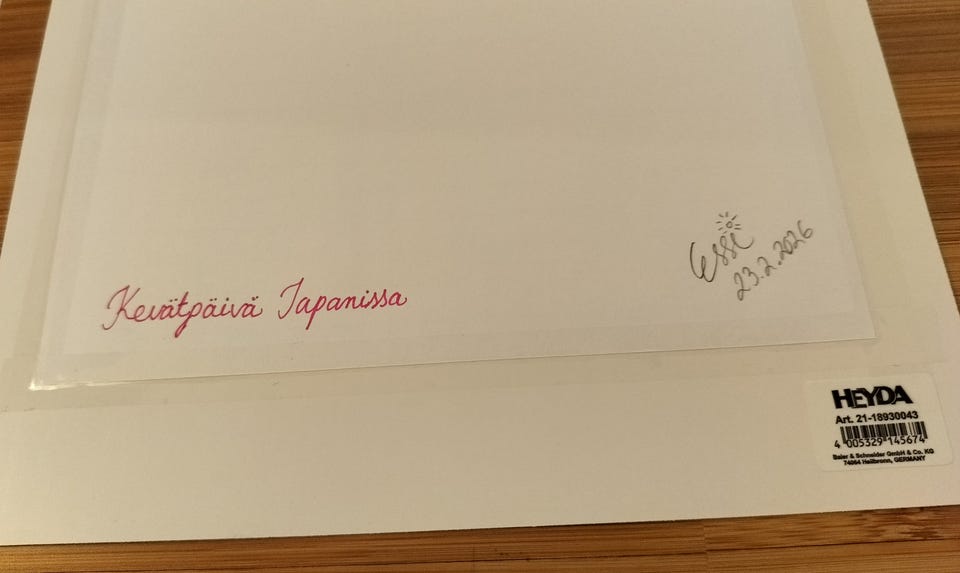 Kevätpäivä Japanissa
Essi
23.2.2026
HEYDA
Art. 21-18930043
4 005329 145674
Baier & Schneider GmbH & Co. KG
74064 Heilbronn, GERMANY